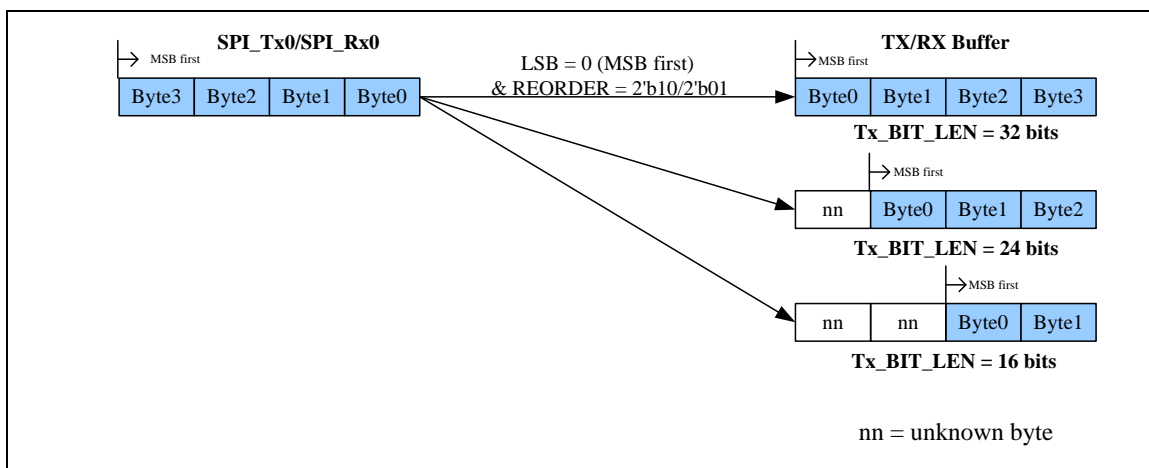 SPI_Tx0/SPI_Rx0
TX/RX Buffer
MSB first
LSB = 0 (MSB first)
& REORDER = 2'b10/2'b01
MSB first
Byte3 Byte2 Byte1 Byte0
Byte0 Byte1 Byte2 Byte3
Tx_BIT_LEN = 32 bits
MSB first
nn Byte0 Byte1 Byte2
Tx_BIT_LEN = 24 bits
MSB first
nn nn Byte0 Byte1
Tx_BIT_LEN = 16 bits
nn = unknown byte